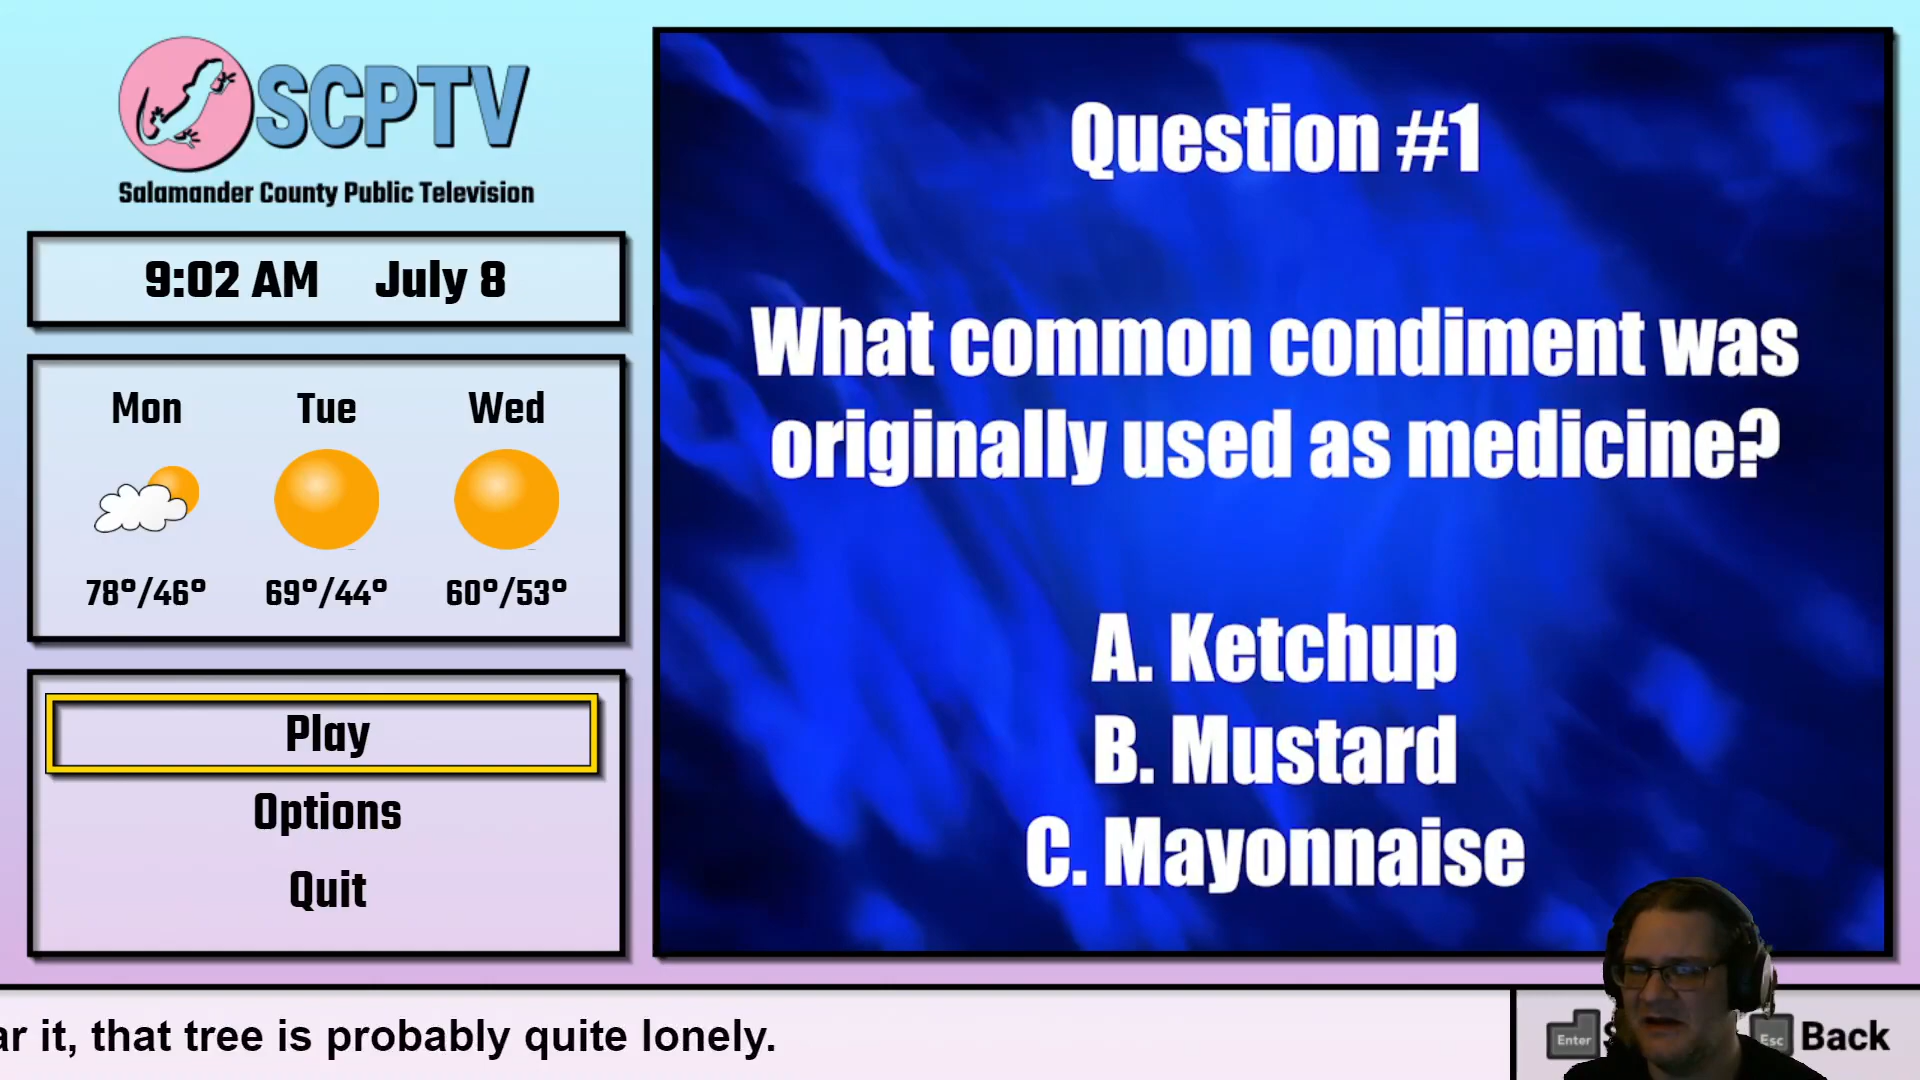 SCPTV
Salamander County Public Television
9:02 AM July 8
Mon Tue Wed
78°/46° 69°/44° 60°/53°
Play
Options
Quit
Question #1
What common condiment was
originally used as medicine?
A. Ketchup
B. Mustard
C. Mayonnaise
it, that tree is probably quite lonely.
Enter Esc Back